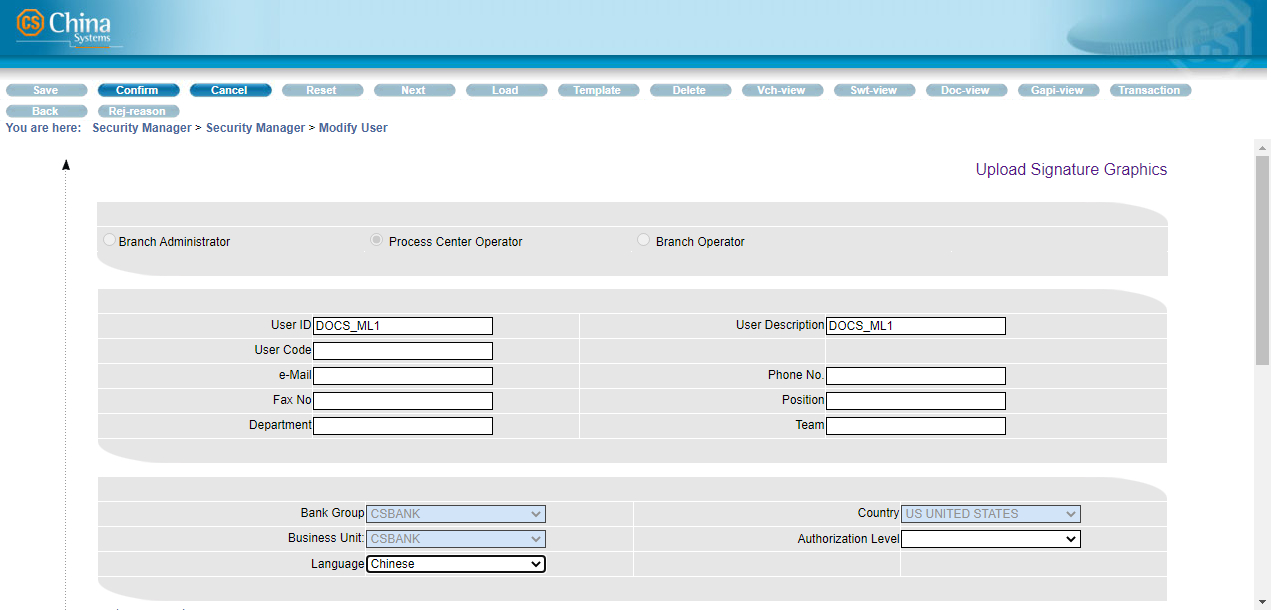 CS China
Systems
CS
Save Confirm Cancel Reset Next Load Template Delete Vch-view Swt-view Doc-view Gapi-view Transaction
Back Rej-reason
You are here: Security Manager > Security Manager > Modify User
Upload Signature Graphics
Branch Administrator Process Center Operator Branch Operator
User ID DOCS_ML1 User Description DOCS_ML1
User Code
e-Mail Phone No.
Fax No Position
Department Team
Bank Group CSBANK Country US UNITED STATES
Business Unit: CSBANK Authorization Level
Language Chinese